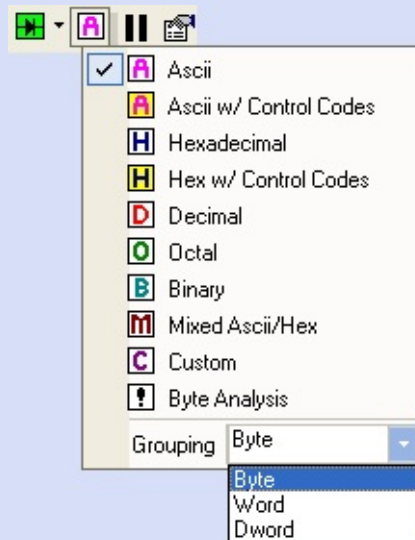 A
A Ascii
A Ascii w/ Control Codes
H Hexadecimal
H Hex w/ Control Codes
D Decimal
O Octal
B Binary
M Mixed Ascii/Hex
C Custom
! Byte Analysis
Grouping Byte
Byte
Word
Dword